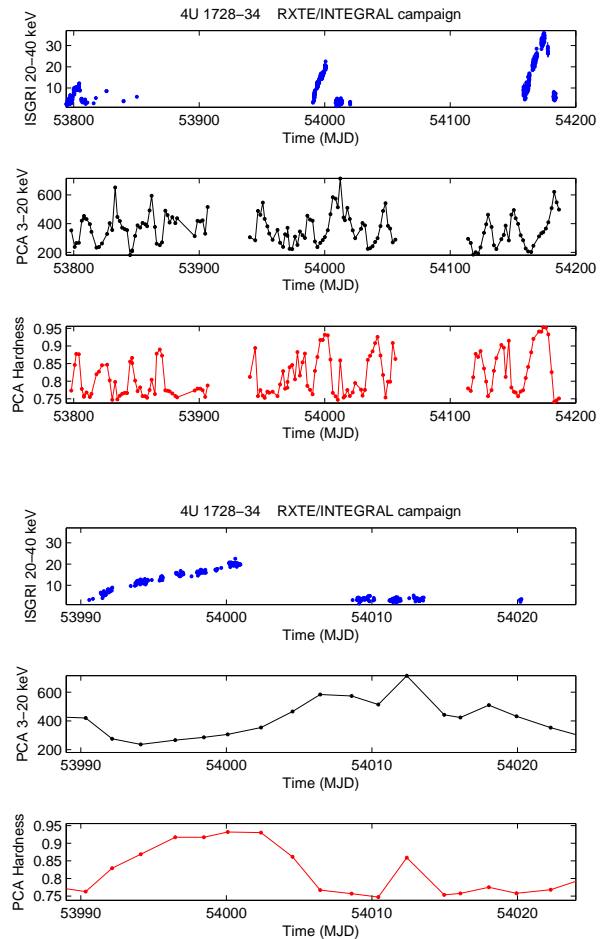 4U 1728−34    RXTE/INTEGRAL campaign
ISGRI 20−40 keV
30
20
10
53800 53900 54000 54100 54200
Time (MJD)
PCA 3−20 keV
600
400
200
53800 53900 54000 54100 54200
Time (MJD)
PCA Hardness
0.95
0.9
0.85
0.8
0.75
53800 53900 54000 54100 54200
Time (MJD)
4U 1728−34    RXTE/INTEGRAL campaign
ISGRI 20−40 keV
30
20
10
53990 54000 54010 54020
Time (MJD)
PCA 3−20 keV
600
400
200
53990 54000 54010 54020
Time (MJD)
PCA Hardness
0.95
0.9
0.85
0.8
0.75
53990 54000 54010 54020
Time (MJD)